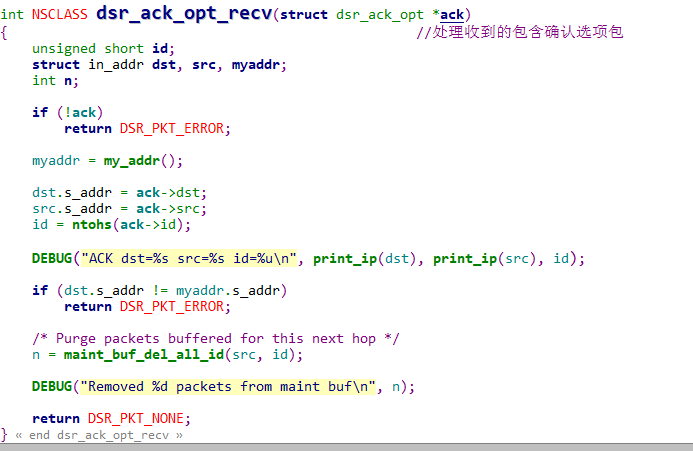 int NSCLASS dsr_ack_opt_recv(struct dsr_ack_opt *ack)
{ //处理收到的包含确认选项包
unsigned short id;
struct in_addr dst, src, myaddr;
int n;
if (!ack)
return DSR_PKT_ERROR;
myaddr = my_addr();
dst.s_addr = ack->dst;
src.s_addr = ack->src;
id = ntohs(ack->id);
DEBUG("ACK dst=%s src=%s id=%u\n", print_ip(dst), print_ip(src), id);
if (dst.s_addr != myaddr.s_addr)
return DSR_PKT_ERROR;
/* Purge packets buffered for this next hop */
n = maint_buf_del_all_id(src, id);
DEBUG("Removed %d packets from maint buf\n", n);
return DSR_PKT_NONE;
} « end dsr_ack_opt_recv »